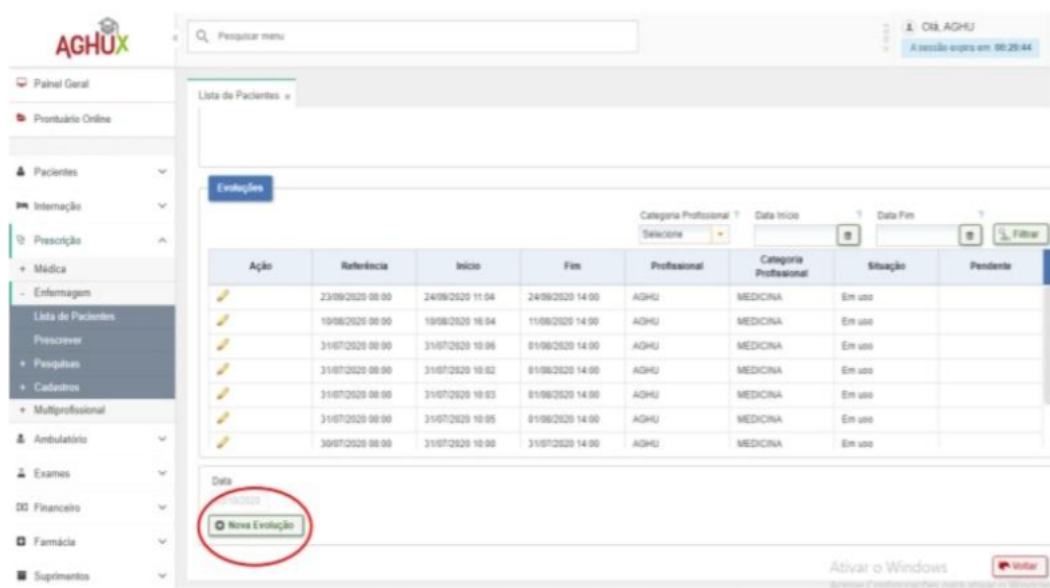 AGHUX
Pesquisar menu
Olá, AGHU
A sessão expira em 00:29:44
Painel Geral
Prontuário Online
Pacientes
Internação
Prescrição
+ Médica
- Enfermagem
Lista de Pacientes
Prescrever
+ Pesquisas
+ Cadastros
+ Multiprofissional
Ambulatório
Exames
Financeiro
Farmácia
Suprimentos
Lista de Pacientes
Evoluções
Categoria Profissional ? Data Início ? Data Fim ?
Selecione Filtrar
Ação Referência Início Fim Profissional Categoria Profissional Situação Pendente
23/09/2020 00:00 24/09/2020 11:04 24/09/2020 14:00 AGHU MEDICINA Em uso
10/08/2020 00:00 10/08/2020 16:04 11/08/2020 14:00 AGHU MEDICINA Em uso
31/07/2020 00:00 31/07/2020 10:06 01/08/2020 14:00 AGHU MEDICINA Em uso
31/07/2020 00:00 31/07/2020 10:02 01/08/2020 14:00 AGHU MEDICINA Em uso
31/07/2020 00:00 31/07/2020 10:03 01/08/2020 14:00 AGHU MEDICINA Em uso
31/07/2020 00:00 31/07/2020 10:05 01/08/2020 14:00 AGHU MEDICINA Em uso
30/07/2020 00:00 31/07/2020 10:00 31/07/2020 14:00 AGHU MEDICINA Em uso
Data
Nova Evolução
Ativar o Windows
Voltar
Acesse Configurações para ativar o Windows